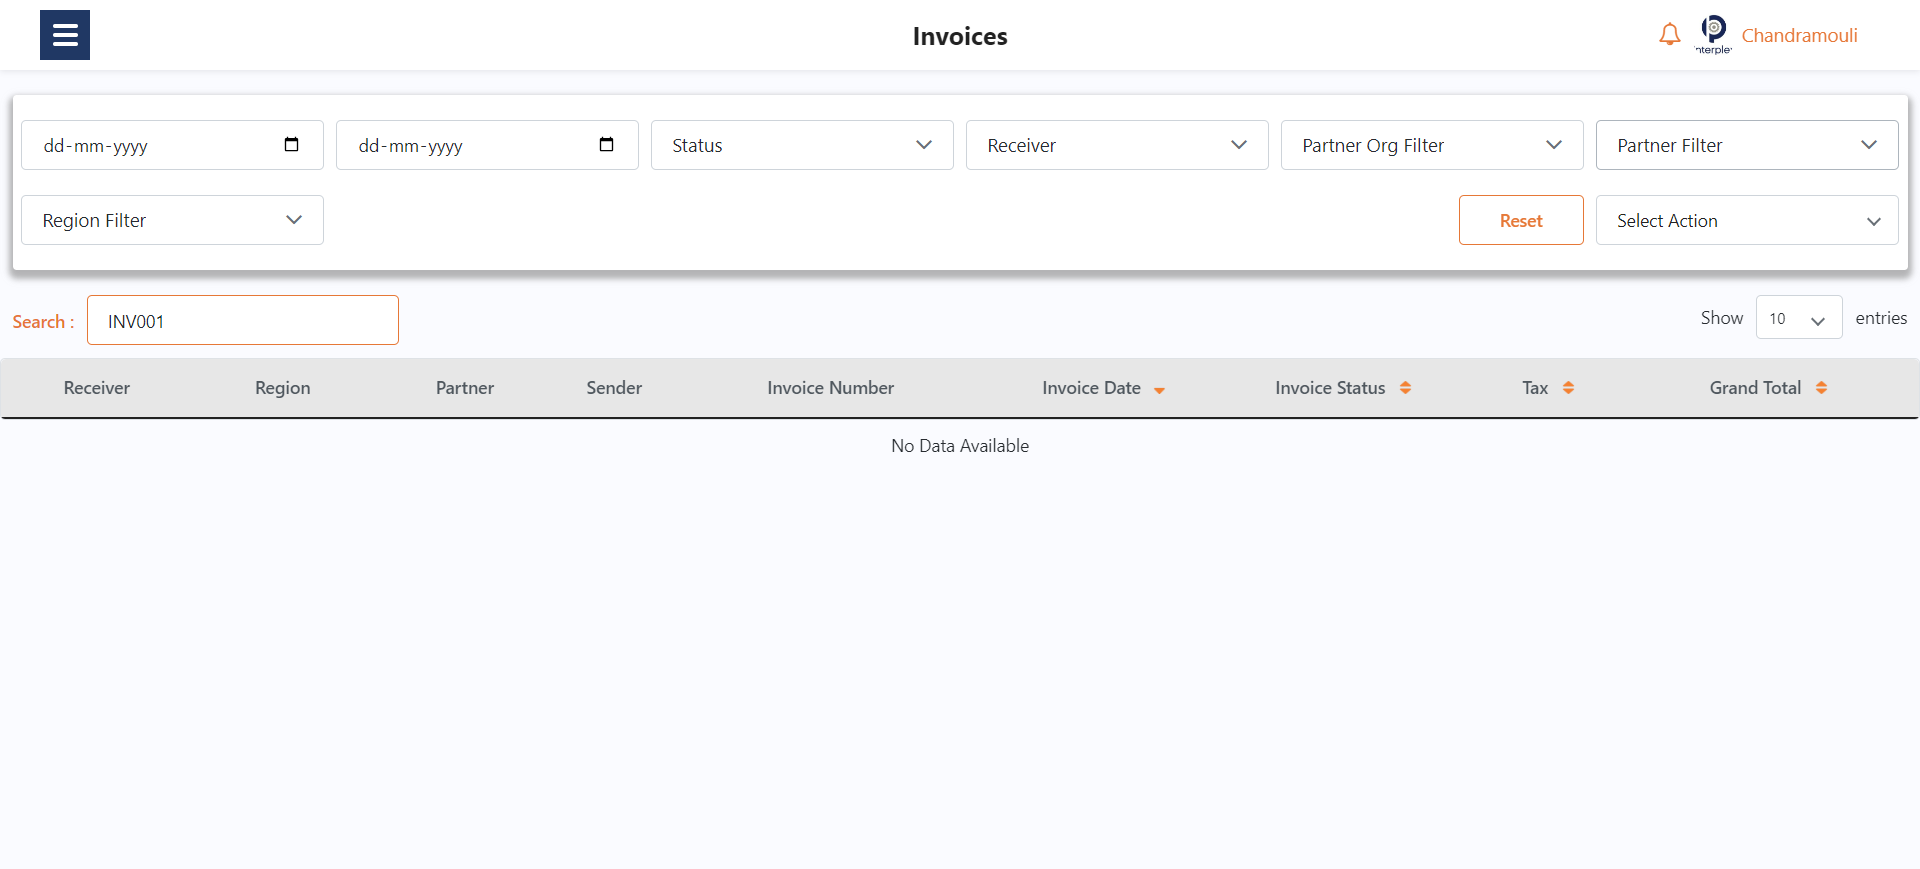 Invoices
Chandramouli
dd-mm-yyyy
dd-mm-yyyy
Status
Receiver
Partner Org Filter
Partner Filter
Region Filter
Reset
Select Action
Search :
INV001
Show
10
entries
Receiver Region Partner Sender Invoice Number Invoice Date Invoice Status Tax Grand Total
No Data Available